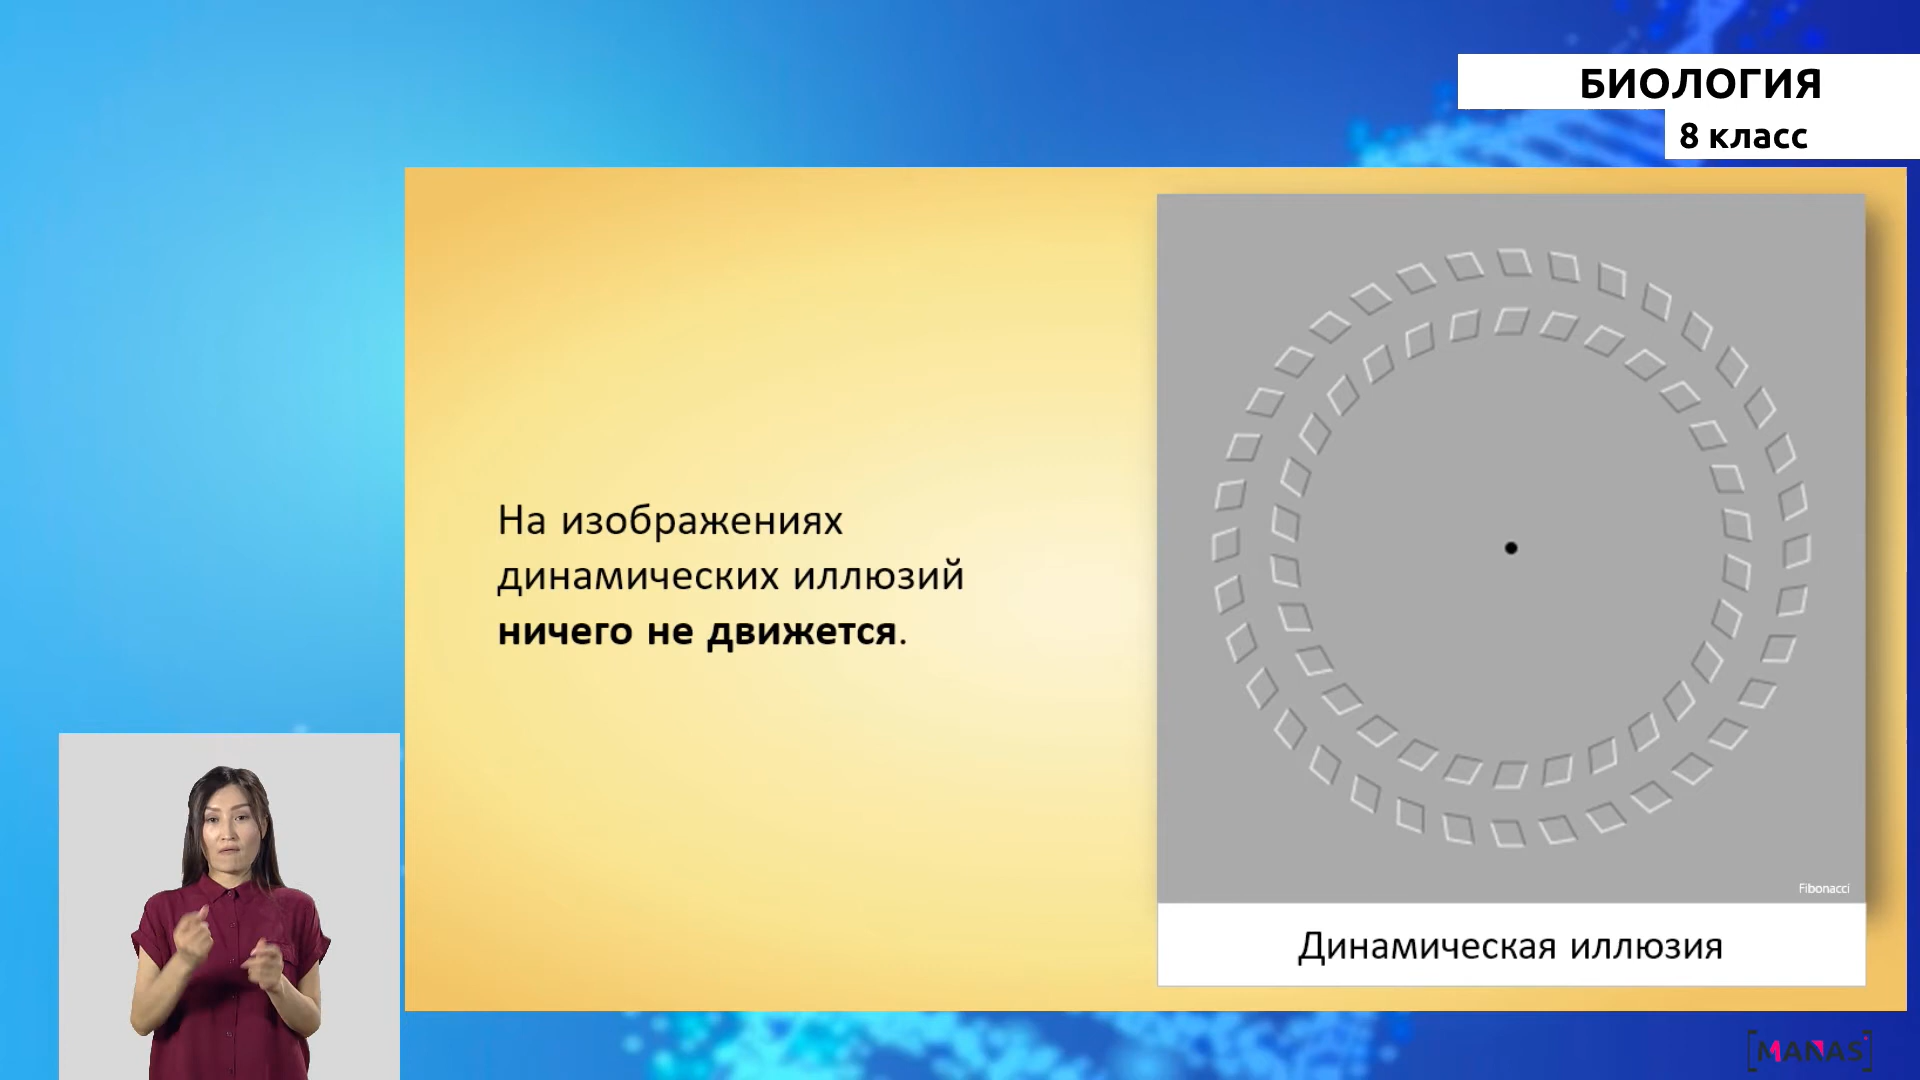 БИОЛОГИЯ
8 класс
На изображениях
динамических иллюзий
ничего не движется.
Fibonacci
Динамическая иллюзия
[MANAS]